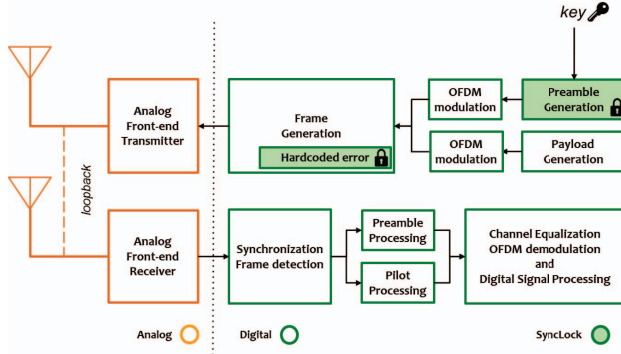 key
OFDM
modulation
Preamble
Generation
Analog
Front-end
Transmitter
Frame
Generation
Hardcoded error
OFDM
modulation
Payload
Generation
loopback
Analog
Front-end
Receiver
Synchronization
Frame detection
Preamble
Processing
Pilot
Processing
Channel Equalization
OFDM demodulation
and
Digital Signal Processing
Analog
Digital
SyncLock